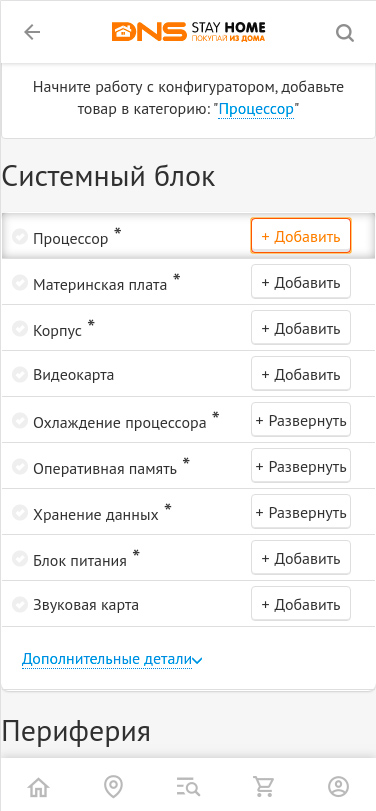 DNS STAY HOME
ПОКУПАЙ ИЗ ДОМА
Начните работу с конфигуратором, добавьте
товар в категорию: "Процессор"
Системный блок
Процессор * + Добавить
Материнская плата * + Добавить
Корпус * + Добавить
Видеокарта + Добавить
Охлаждение процессора * + Развернуть
Оперативная память * + Развернуть
Хранение данных * + Развернуть
Блок питания * + Добавить
Звуковая карта + Добавить
Дополнительные детали
Периферия